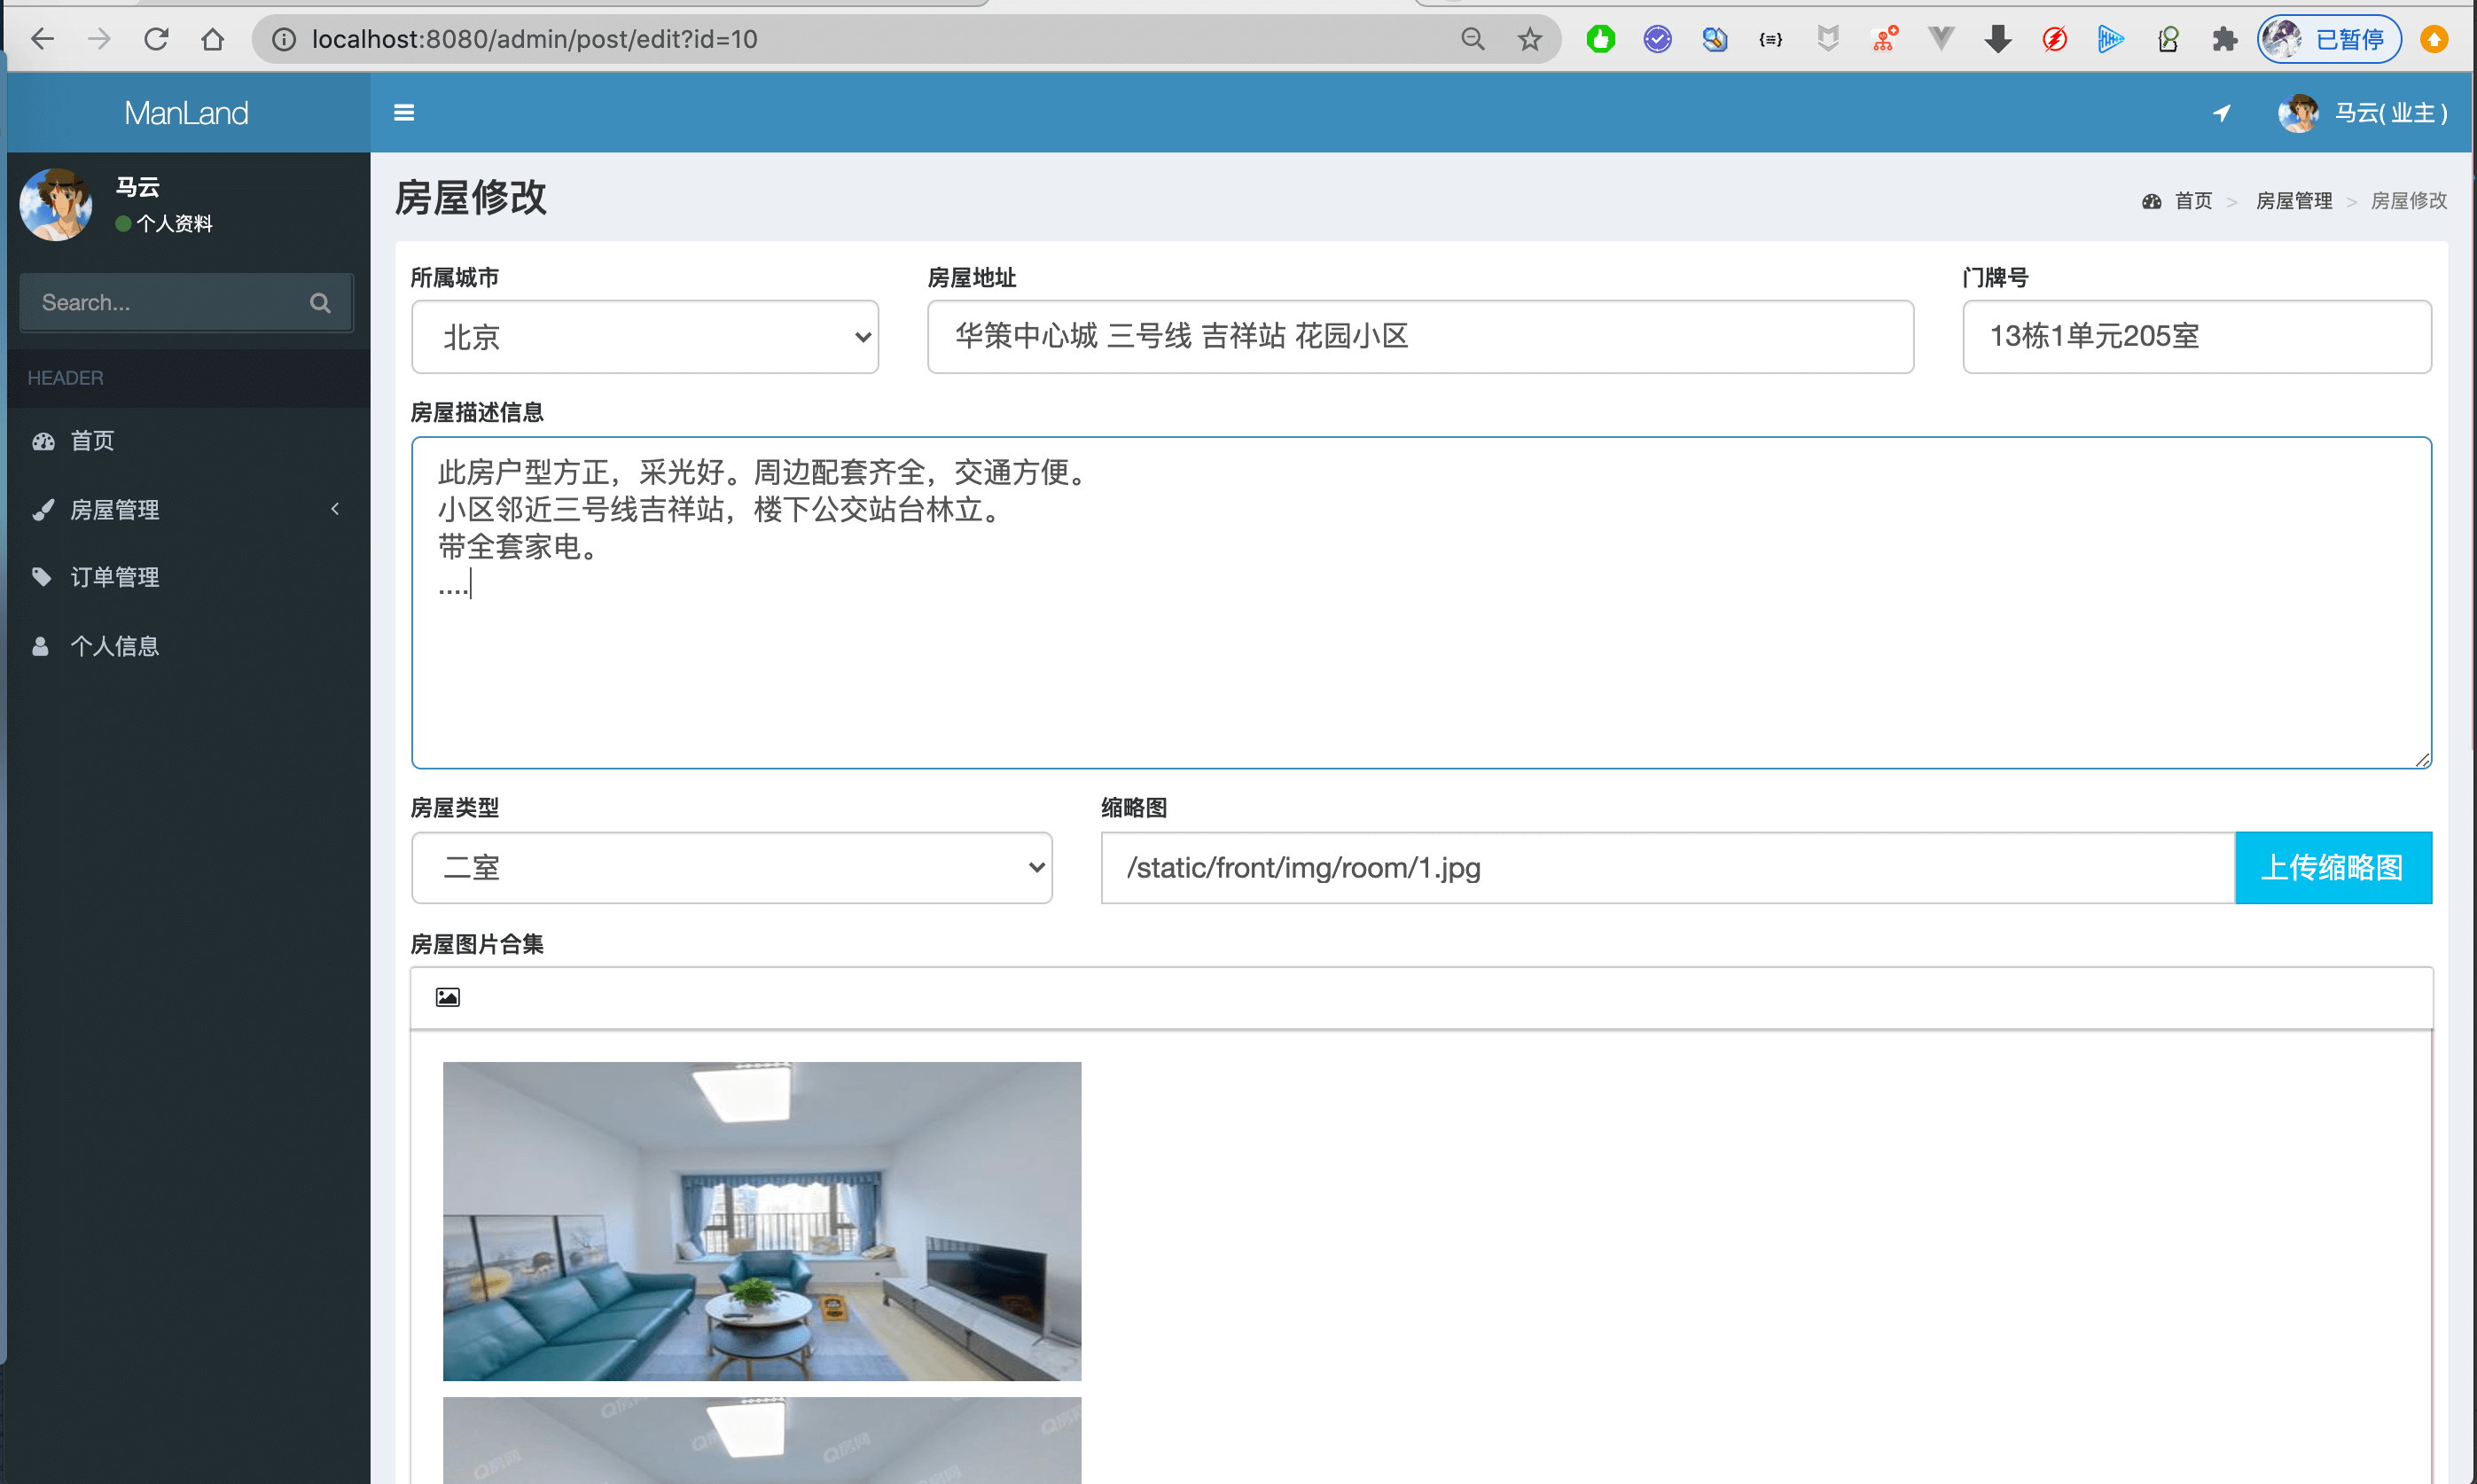 localhost:8080/admin/post/edit?id=10
已暂停
ManLand
马云( 业主 )
马云
个人资料
Search...
HEADER
首页
房屋管理
订单管理
个人信息
房屋修改
首页 > 房屋管理 > 房屋修改
所属城市
北京
房屋地址
华策中心城 三号线 吉祥站 花园小区
门牌号
13栋1单元205室
房屋描述信息
此房户型方正，采光好。周边配套齐全，交通方便。
小区邻近三号线吉祥站，楼下公交站台林立。
带全套家电。
....
房屋类型
二室
缩略图
/static/front/img/room/1.jpg
上传缩略图
房屋图片合集
Q房网
Q房网